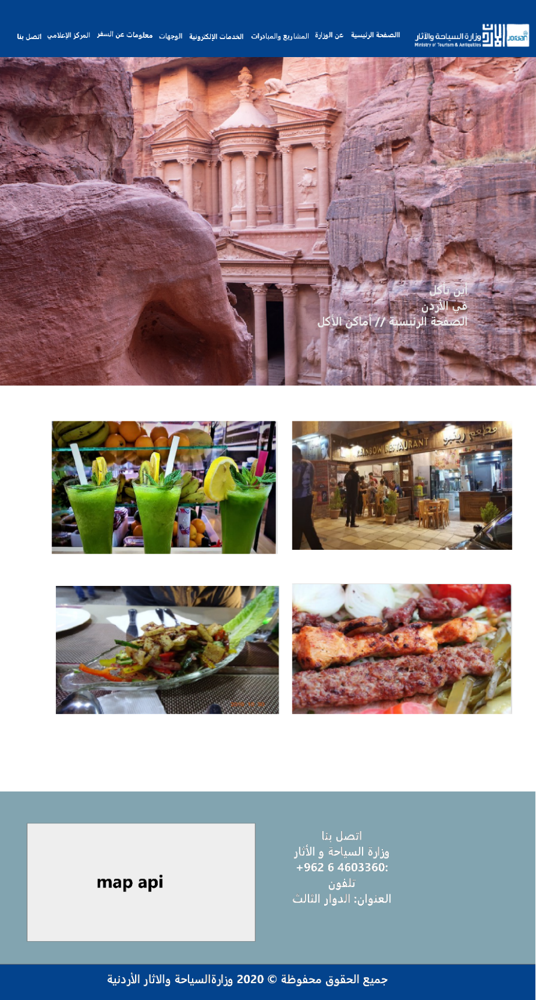 Jordan
الأردن
وزارة السياحة والآثار
Ministry of Tourism & Antiquities
االصفحة الرئيسية
عن الوزارة
المشاريع والمبادرات
الخدمات الإلكترونية
الوجهات
معلومات عن السفر
المركز الإعلامي
اتصل بنا
أين تأكل
في الأردن
الصفحة الرئيسية // أماكن الأكل
مطعم رينبو
RAINBOW RESTAURANT
اتصل بنا
وزارة السياحة و الأثار
+962 6 4603360:
تلفون
العنوان: الدوار الثالث
map api
جميع الحقوق محفوظة © 2020 وزارةالسياحة والاثار الأردنية